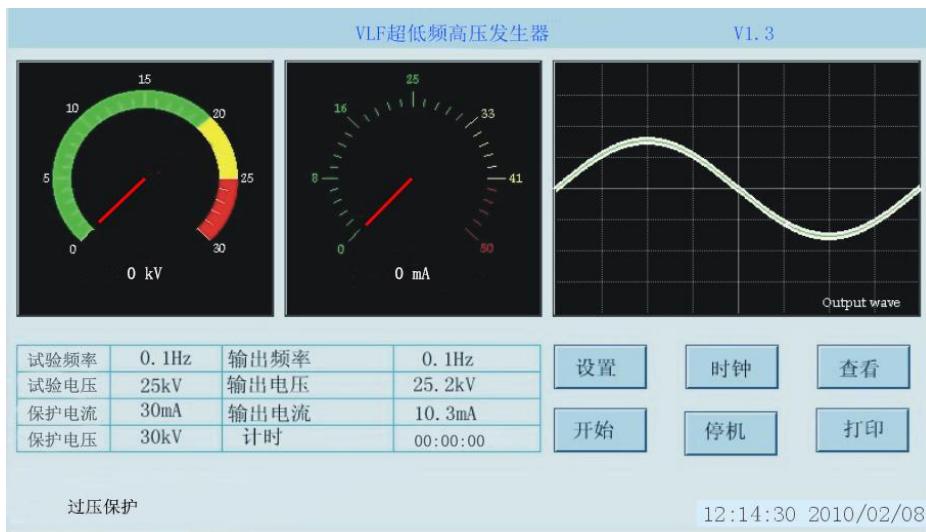 VLF超低频高压发生器 V1.3
15
10 20
5 25
0 30
0 kV
25
16 33
8 41
0 50
0 mA
Output wave
试验频率 0.1Hz 输出频率 0.1Hz
试验电压 25kV 输出电压 25.2kV
保护电流 30mA 输出电流 10.3mA
保护电压 30kV 计时 00:00:00
设置 时钟 查看
开始 停机 打印
过压保护
12:14:30 2010/02/08